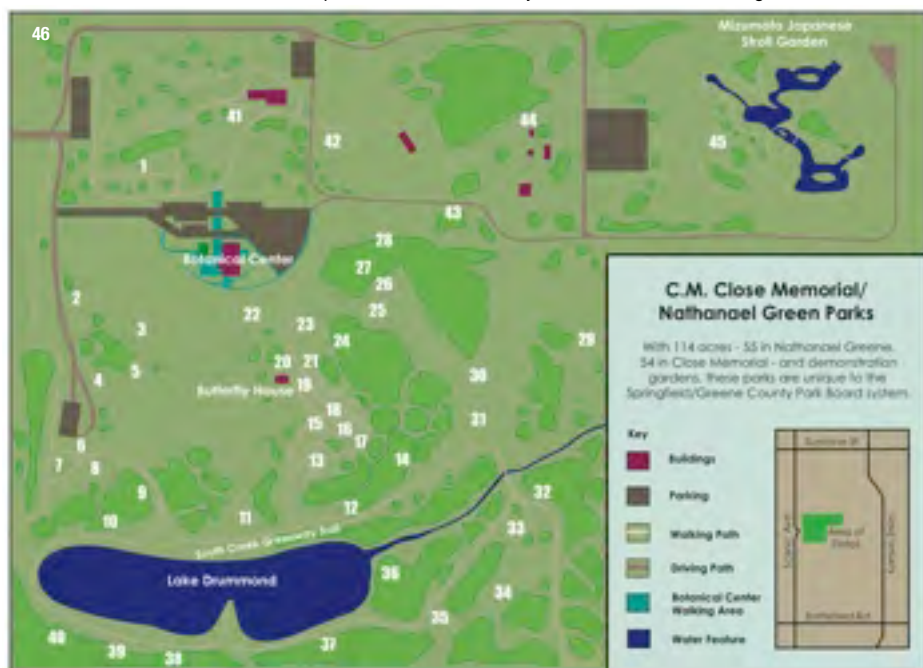 46
Mizumoto Japanese
Stroll Garden
41
44
42
45
1
43
28
Botanical Center
27
26
2
25
22
23
3
24
29
20
21
5
4
30
Butterfly House
19
18
31
15
16
17
6
13
14
7
8
9
32
12
10
11
33
South Creek Greenway Trail
Lake Drummond
36
34
35
40
39
38
37
C.M. Close Memorial/
Nathanael Green Parks
With 114 acres - 55 in Nathanael Greene,
54 in Close Memorial - and demonstration
gardens, these parks are unique to the
Springfield/Greene County Park Board system.
Key
Buildings
Parking
Walking Path
Driving Path
Botanical Center
Walking Area
Water Feature
Area of